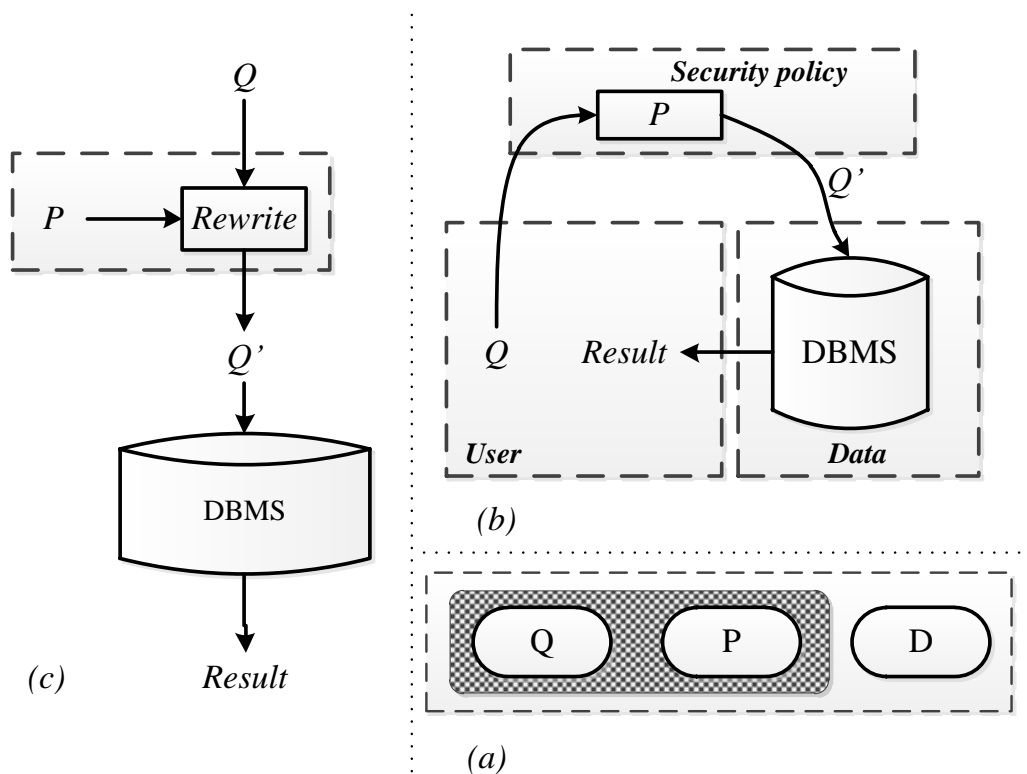 Q
P
Rewrite
Q’
DBMS
Result
(c)
Security policy
P
Q’
Q
Result
DBMS
User
Data
(b)
Q
P
D
(a)